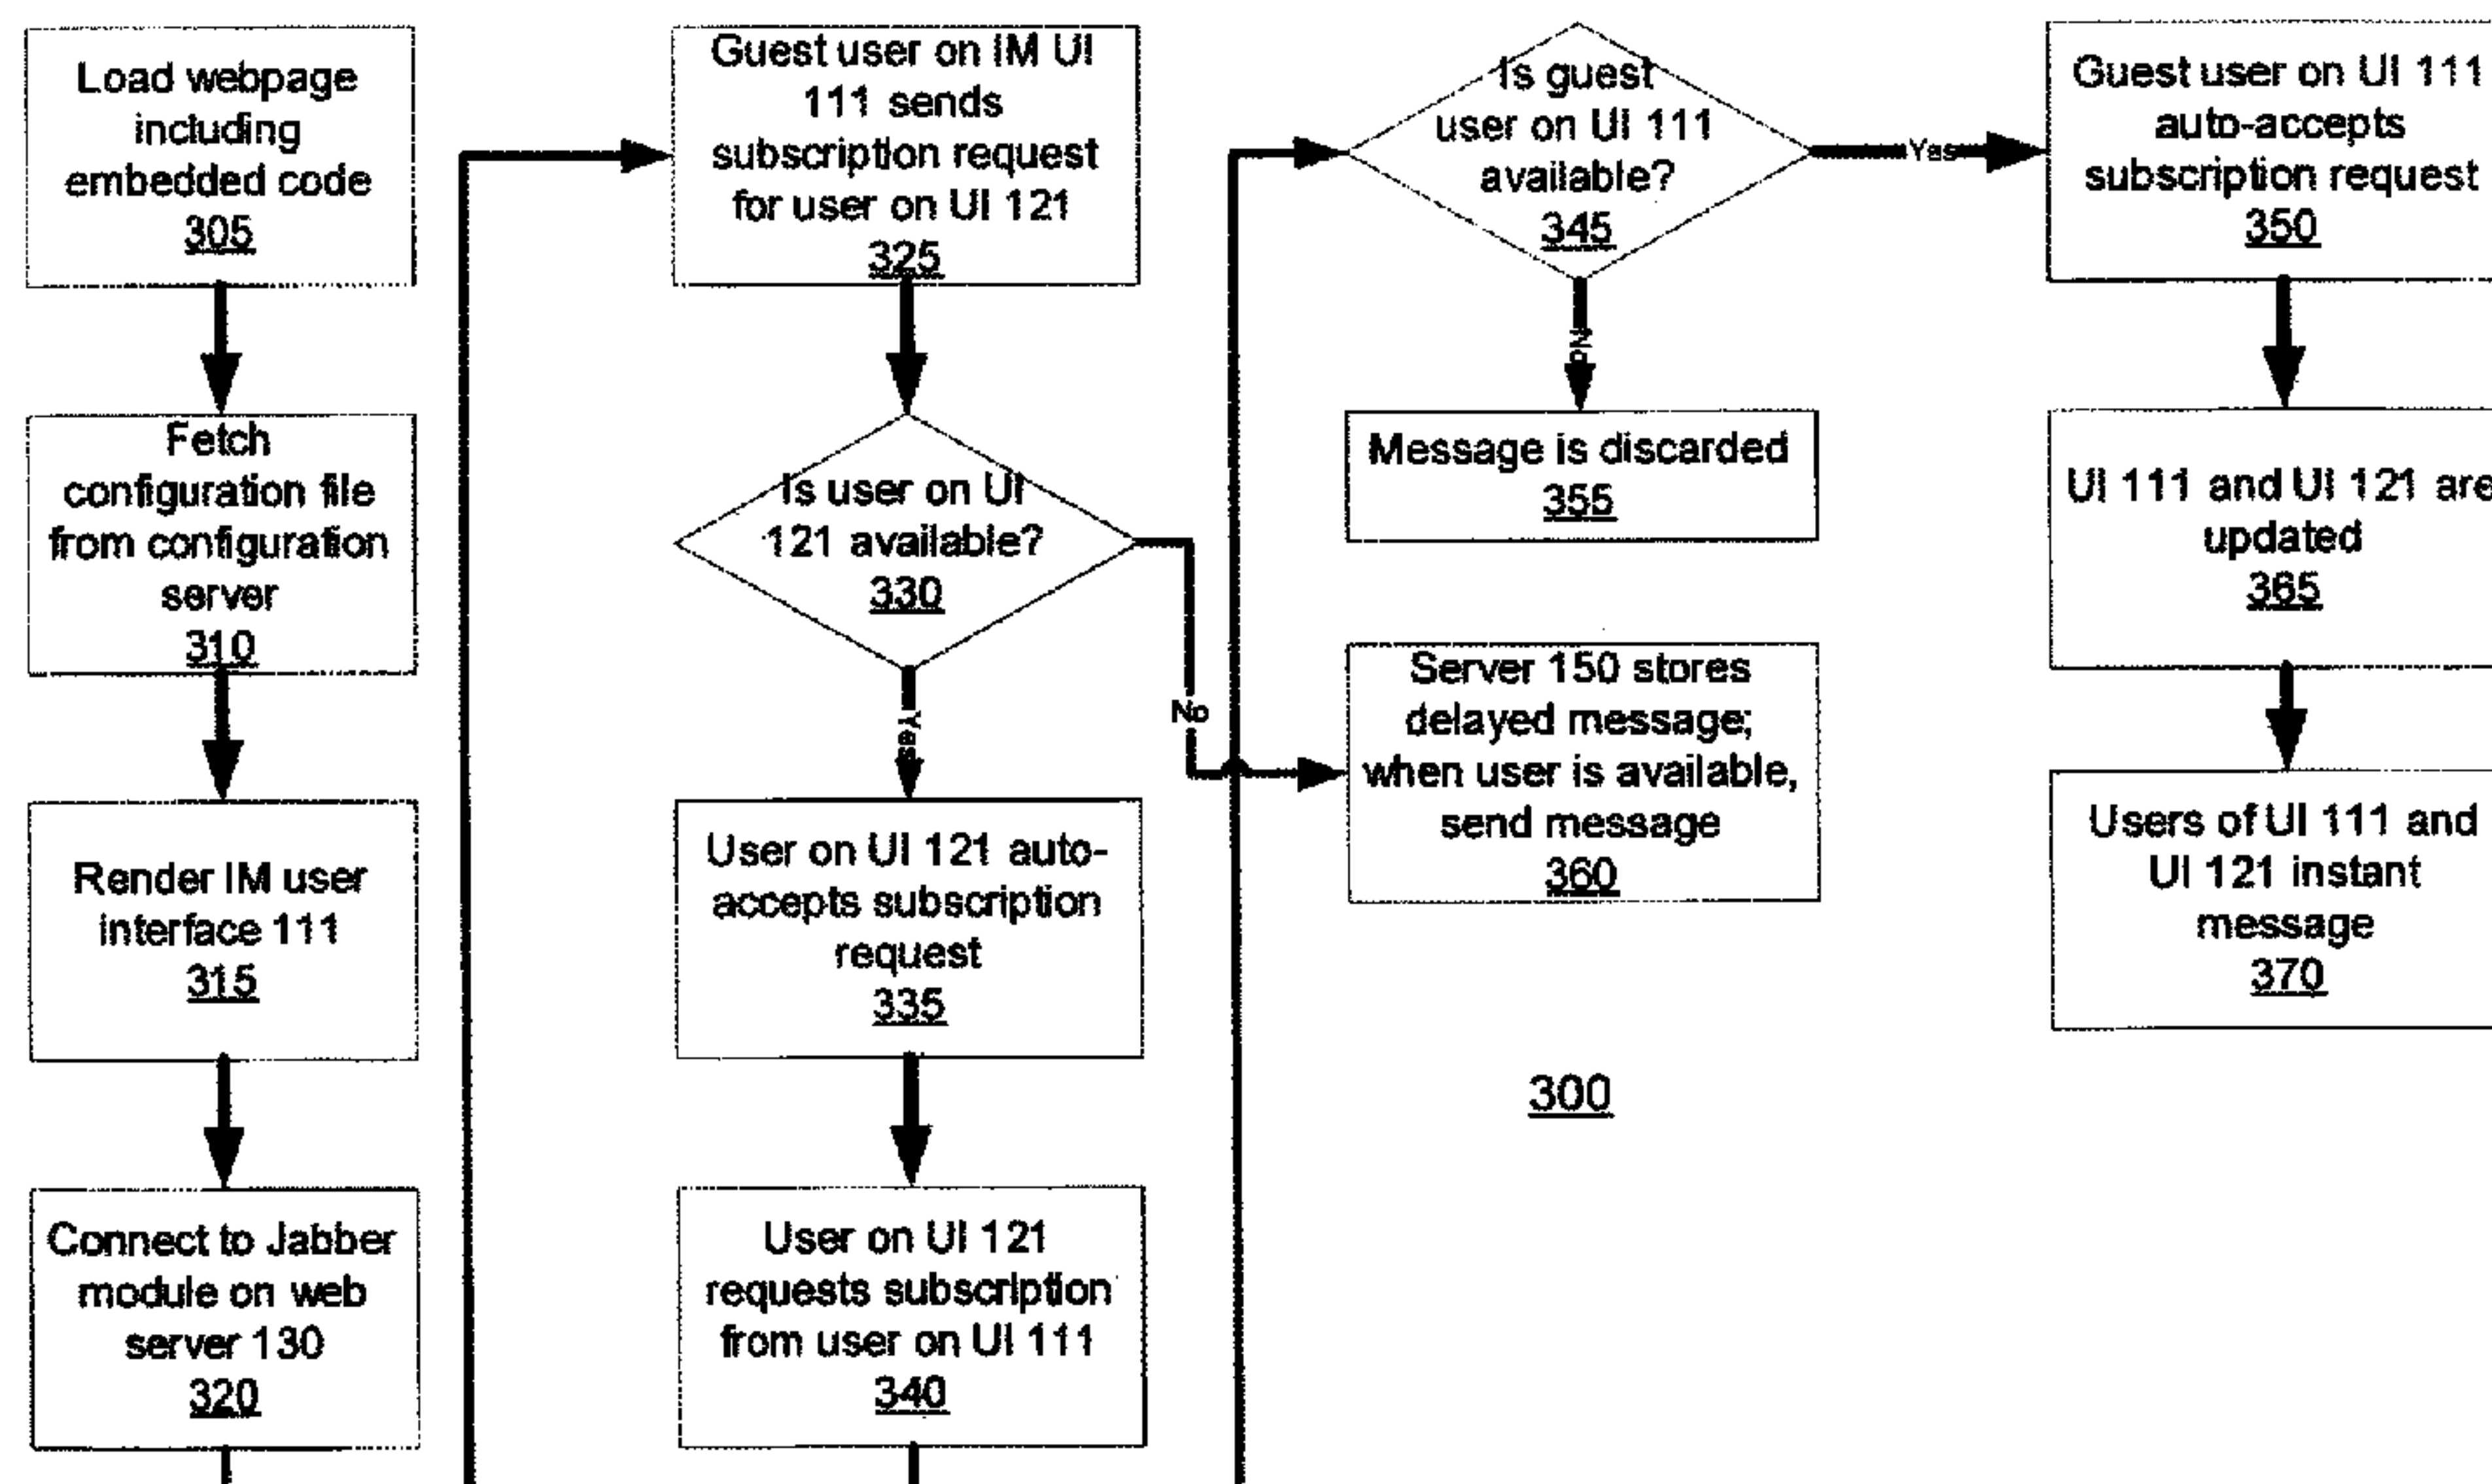 Load webpage
including
embedded code
305
Fetch
configuration file
from configuration
server
310
Render IM user
interface 111
315
Connect to Jabber
module on web
server 130
320
Guest user on IM UI
111 sends
subscription request
for user on UI 121
325
Is user on UI
121 available?
330
Yes
No
User on UI 121 auto-
accepts subscription
request
335
User on UI 121
requests subscription
from user on UI 111
340
Is guest
user on UI 111
available?
345
Yes
No
Message is discarded
355
Server 150 stores
delayed message;
when user is available,
send message
360
300
Guest user on UI 111
auto-accepts
subscription request
350
UI 111 and UI 121 are
updated
365
Users of UI 111 and
UI 121 instant
message
370